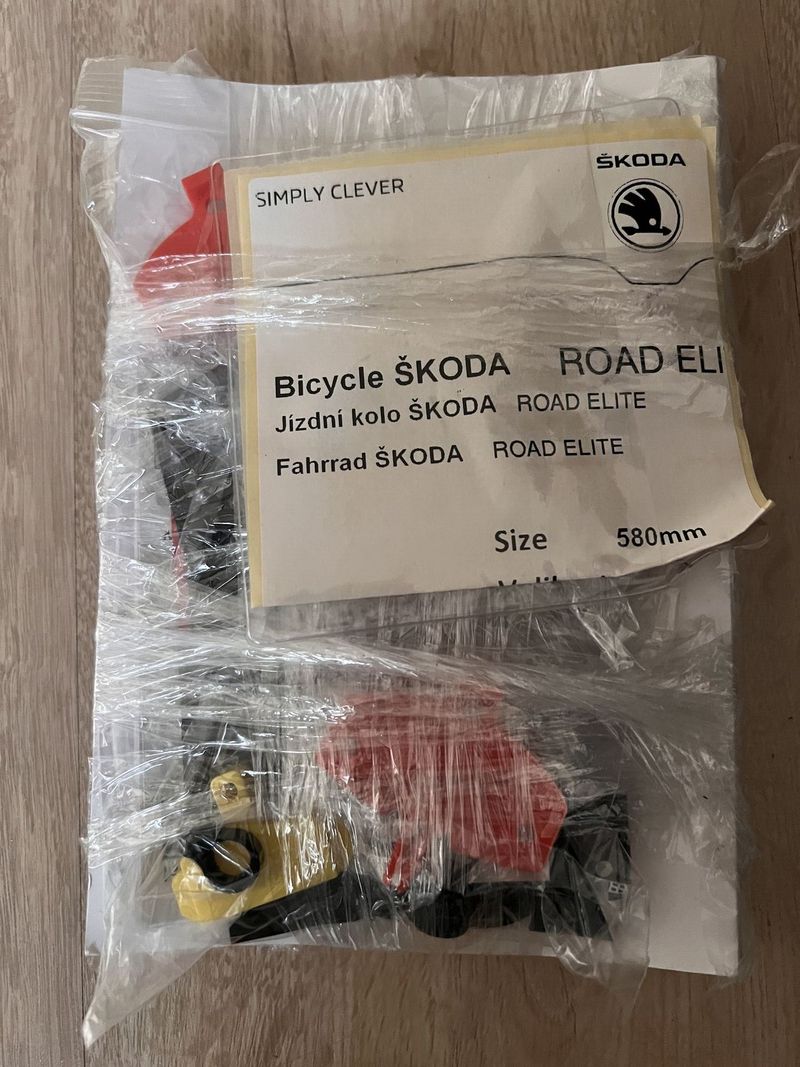 SIMPLY CLEVER
ŠKODA
Bicycle ŠKODA ROAD ELI
Jízdní kolo ŠKODA ROAD ELITE
Fahrrad ŠKODA ROAD ELITE
Size 580mm